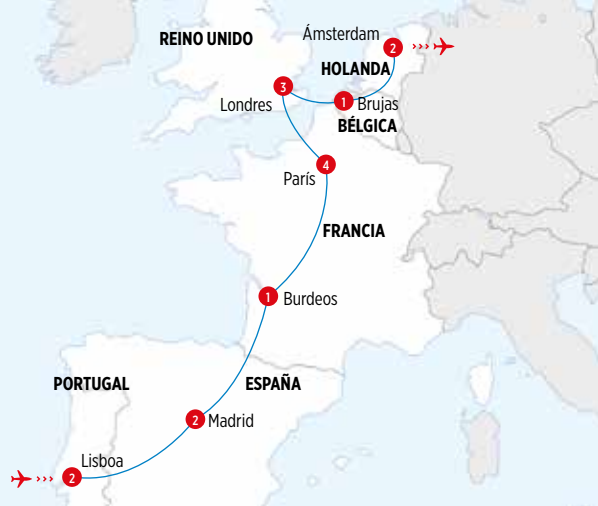 Ámsterdam
REINO UNIDO
2
HOLANDA
3
Londres
1
Brujas
BÉLGICA
4
París
FRANCIA
1
Burdeos
PORTUGAL
ESPAÑA
2
Madrid
Lisboa
2